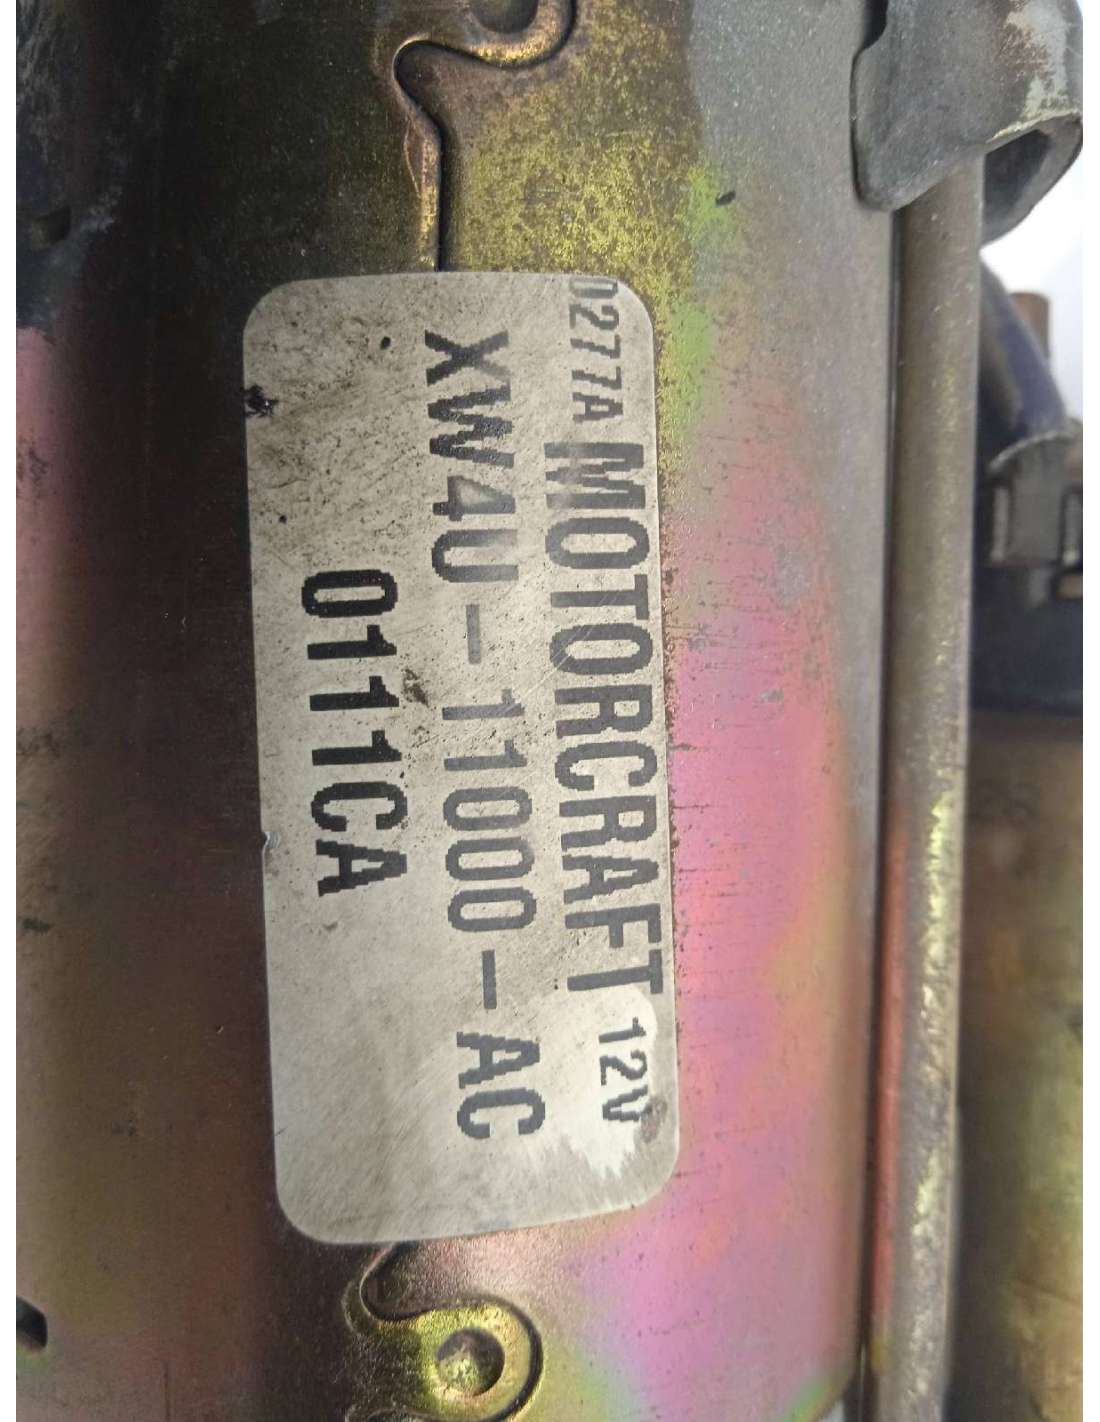 0277A MOTORCRAFT 12V
XW4U-11000-AC
0111CA